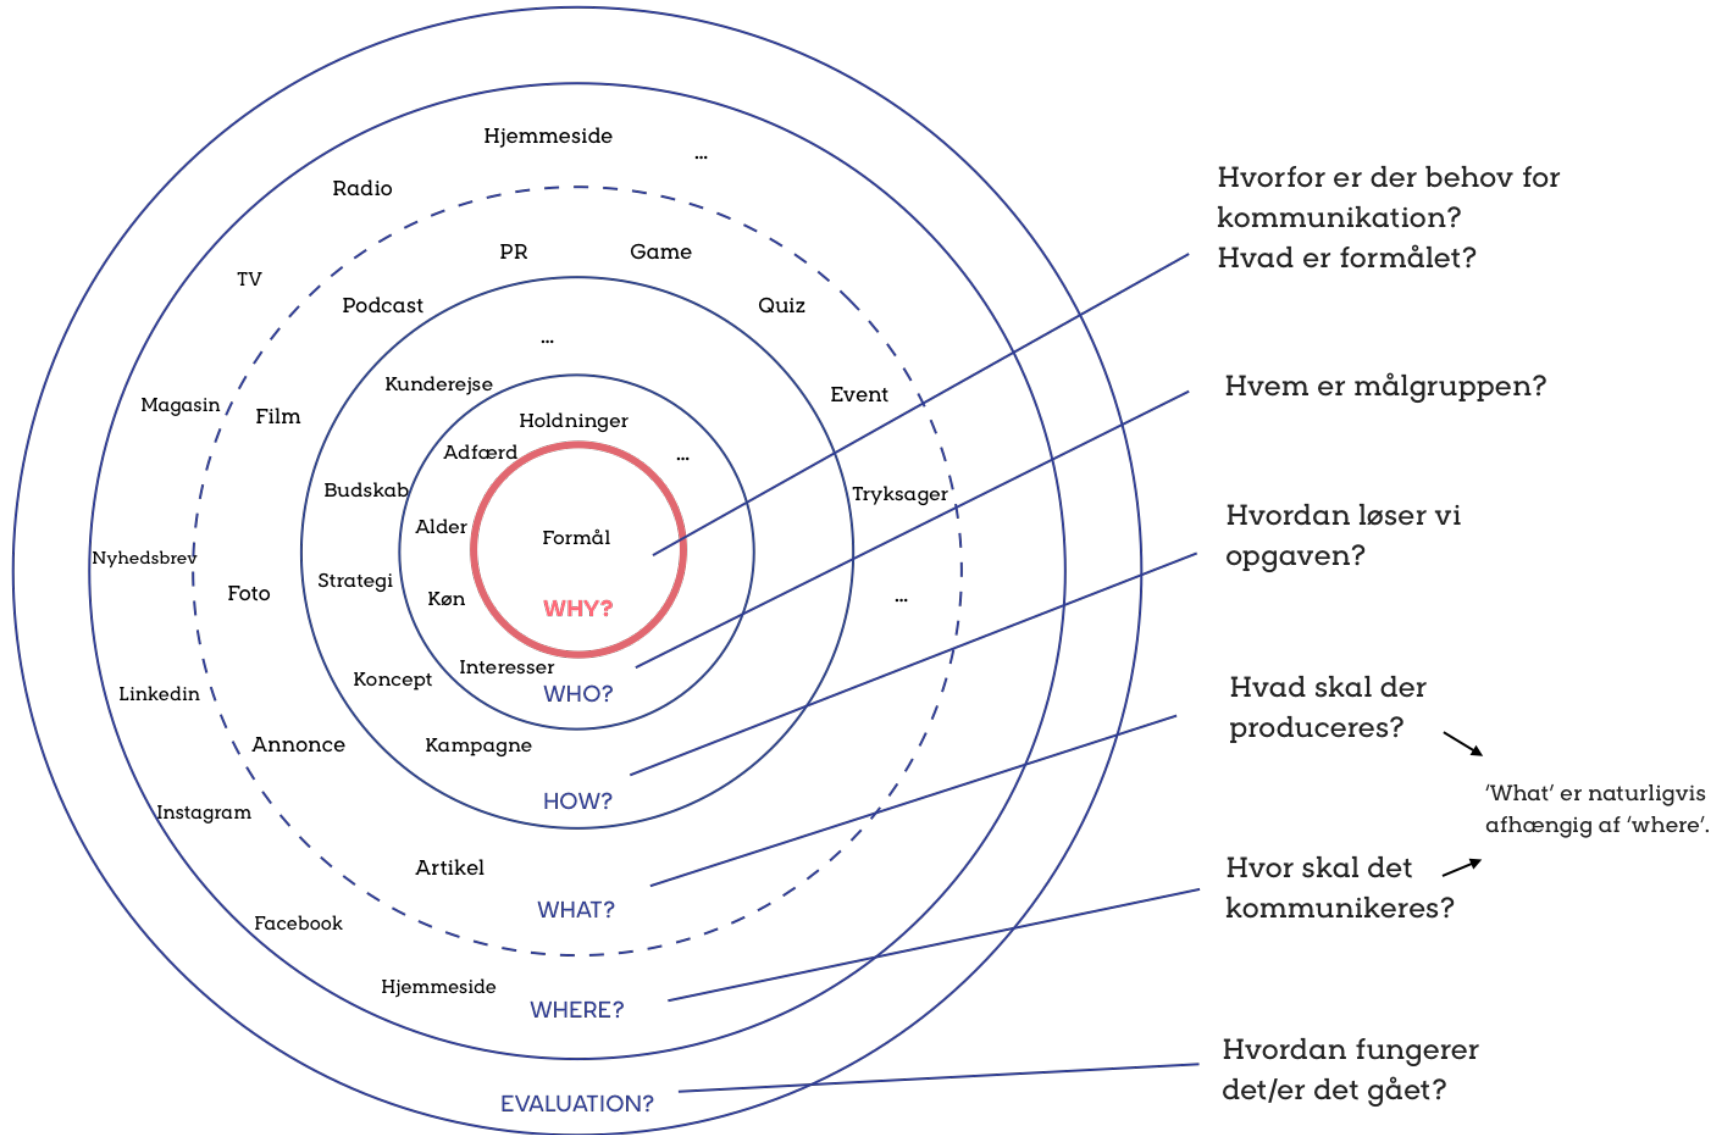 Hjemmeside
...
Radio
PR
Game
TV
Podcast
Quiz
...
Kunderejse
Event
Magasin
Film
Holdninger
Adfærd
...
Budskab
Tryksager
Alder
Formål
Nyhedsbrev
Strategi
Foto
Køn
...
WHY?
Interesser
Koncept
Linkedin
WHO?
Annonce
Kampagne
HOW?
Instagram
Artikel
WHAT?
Facebook
Hjemmeside
WHERE?
EVALUATION?
Hvorfor er der behov for
kommunikation?
Hvad er formålet?
Hvem er målgruppen?
Hvordan løser vi
opgaven?
Hvad skal der
produceres?
‘What’ er naturligvis
afhængig af ‘where’.
Hvor skal det
kommunikeres?
Hvordan fungerer
det/er det gået?